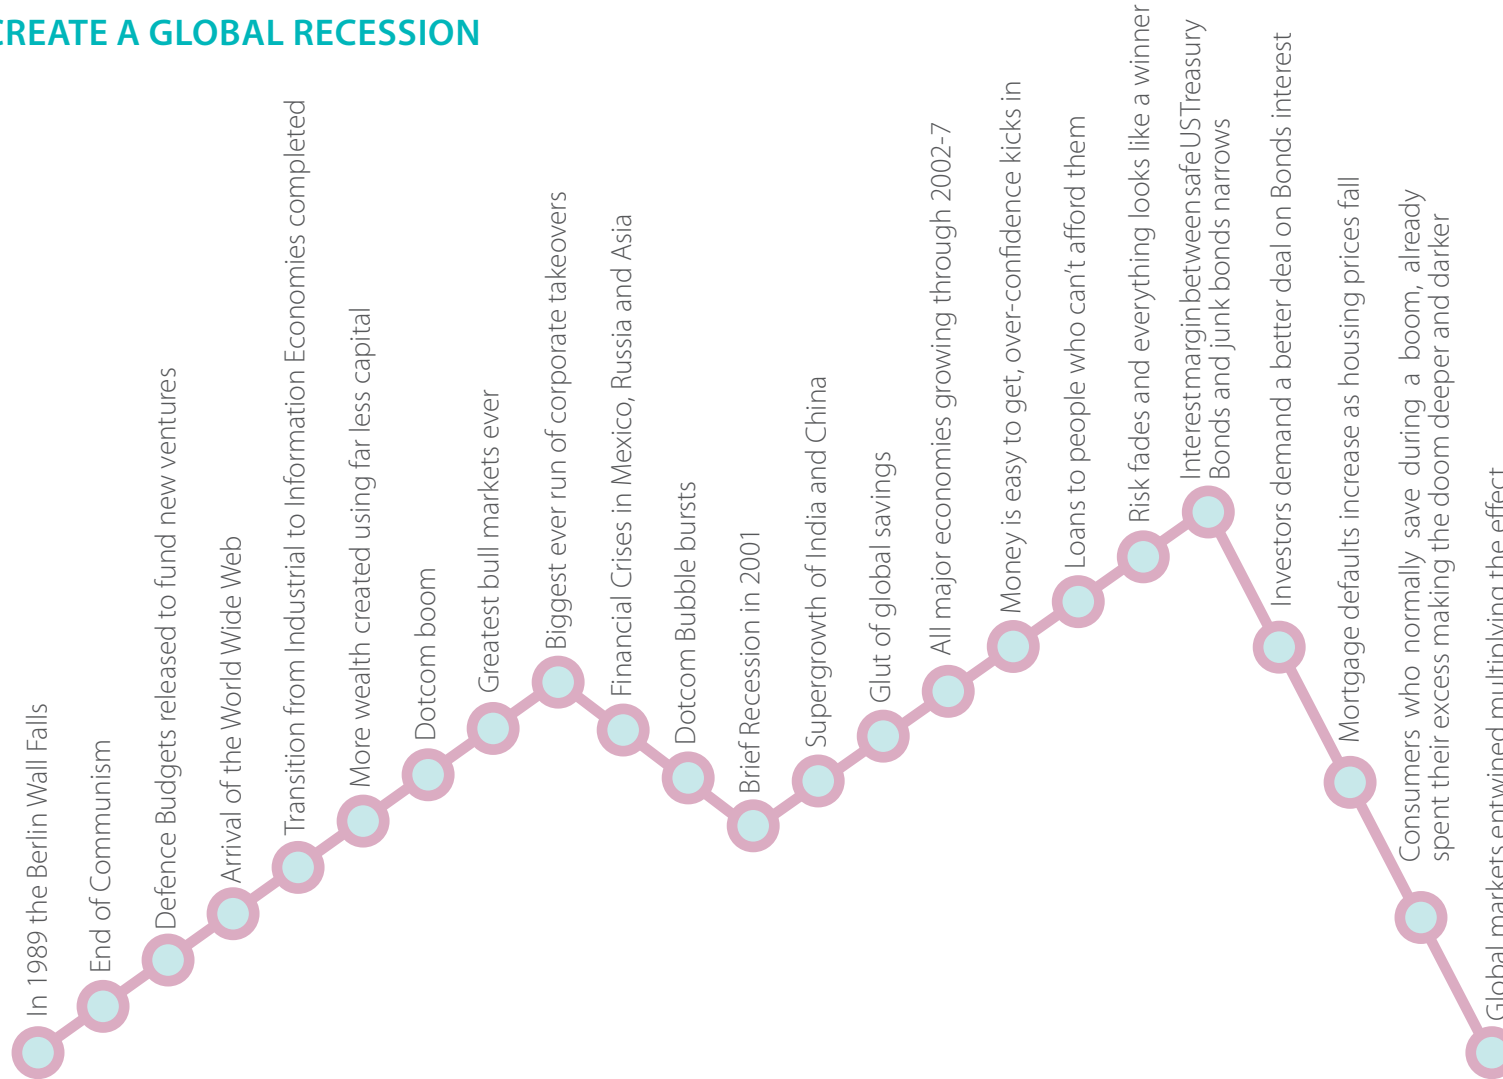 CREATE A GLOBAL RECESSION
In 1989 the Berlin Wall Falls
End of Communism
Defence Budgets released to fund new ventures
Arrival of the World Wide Web
Transition from Industrial to Information Economies completed
More wealth created using far less capital
Dotcom boom
Greatest bull markets ever
Biggest ever run of corporate takeovers
Financial Crises in Mexico, Russia and Asia
Dotcom Bubble bursts
Brief Recession in 2001
Supergrowth of India and China
Glut of global savings
All major economies growing through 2002-7
Money is easy to get, over-confidence kicks in
Loans to people who can't afford them
Risk fades and everything looks like a winner
Interest margin between safe US Treasury
Bonds and junk bonds narrows
Investors demand a better deal on Bonds interest
Mortgage defaults increase as housing prices fall
Consumers who normally save during a boom, already
spent their excess making the doom deeper and darker
Global markets entwined multiplying the effect